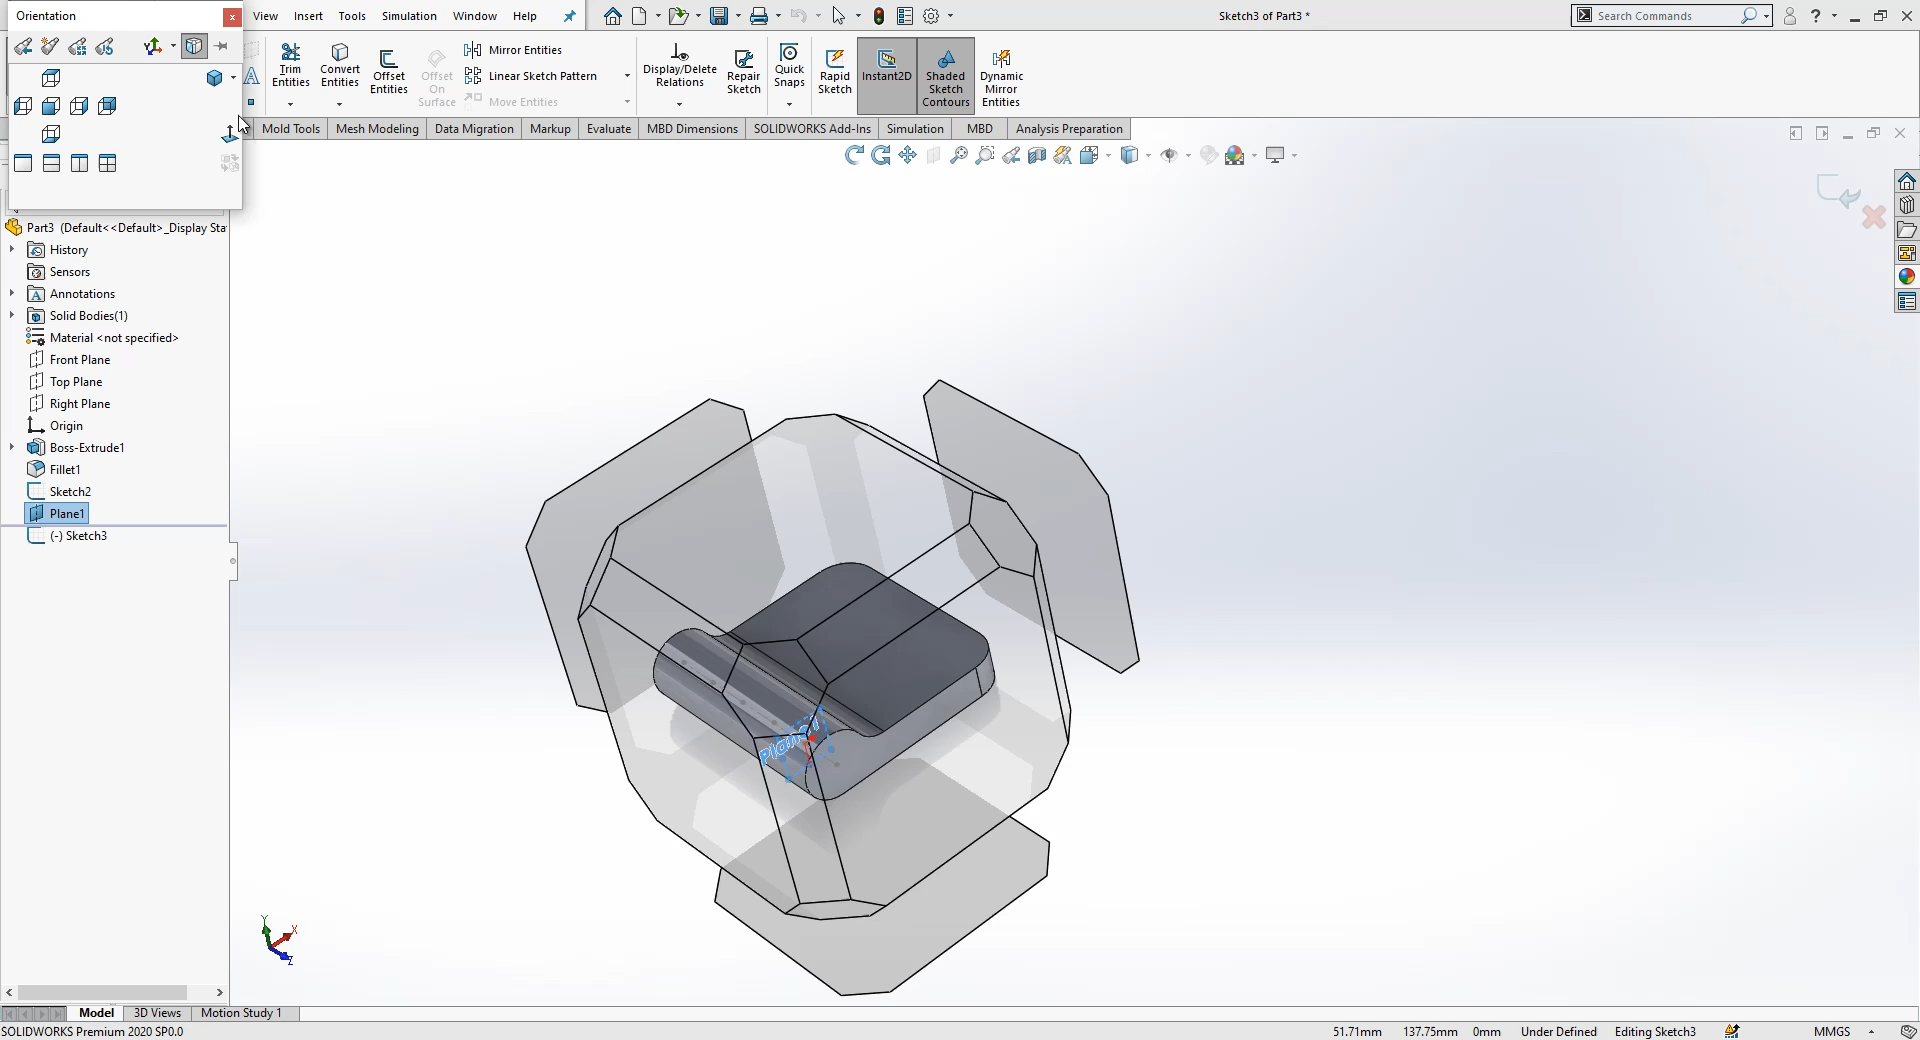 Orientation
View
Insert
Tools
Simulation
Window
Help
Sketch3 of Part3 *
Search Commands
Trim Entities
Convert Entities
Offset Entities
Offset On Surface
Mirror Entities
Linear Sketch Pattern
Move Entities
Display/Delete Relations
Repair Sketch
Quick Snaps
Rapid Sketch
Instant2D
Shaded Sketch Contours
Dynamic Mirror Entities
Mold Tools
Mesh Modeling
Data Migration
Markup
Evaluate
MBD Dimensions
SOLIDWORKS Add-Ins
Simulation
MBD
Analysis Preparation
Part3 (Default<<Default>_Display Sta
History
Sensors
Annotations
Solid Bodies(1)
Material <not specified>
Front Plane
Top Plane
Right Plane
Origin
Boss-Extrude1
Fillet1
Sketch2
Plane1
(-) Sketch3
Plane1
Y
X
Z
Model
3D Views
Motion Study 1
SOLIDWORKS Premium 2020 SP0.0
51.71mm
137.75mm
0mm
Under Defined
Editing Sketch3
MMGS